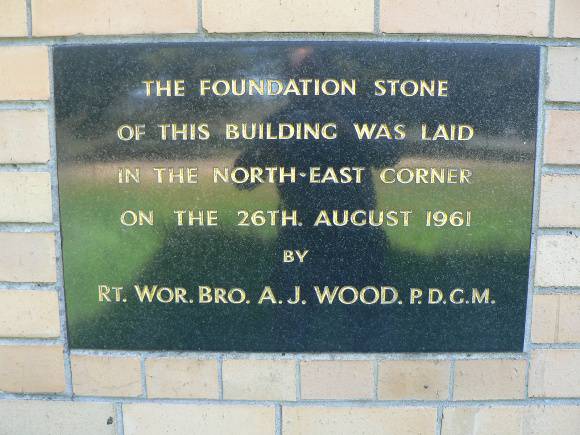 THE FOUNDATION STONE
OF THIS BUILDING WAS LAID
IN THE NORTH-EAST CORNER
ON THE 26TH. AUGUST 1961
BY
RT. WOR. BRO. A. J. WOOD. P.D.G.M.